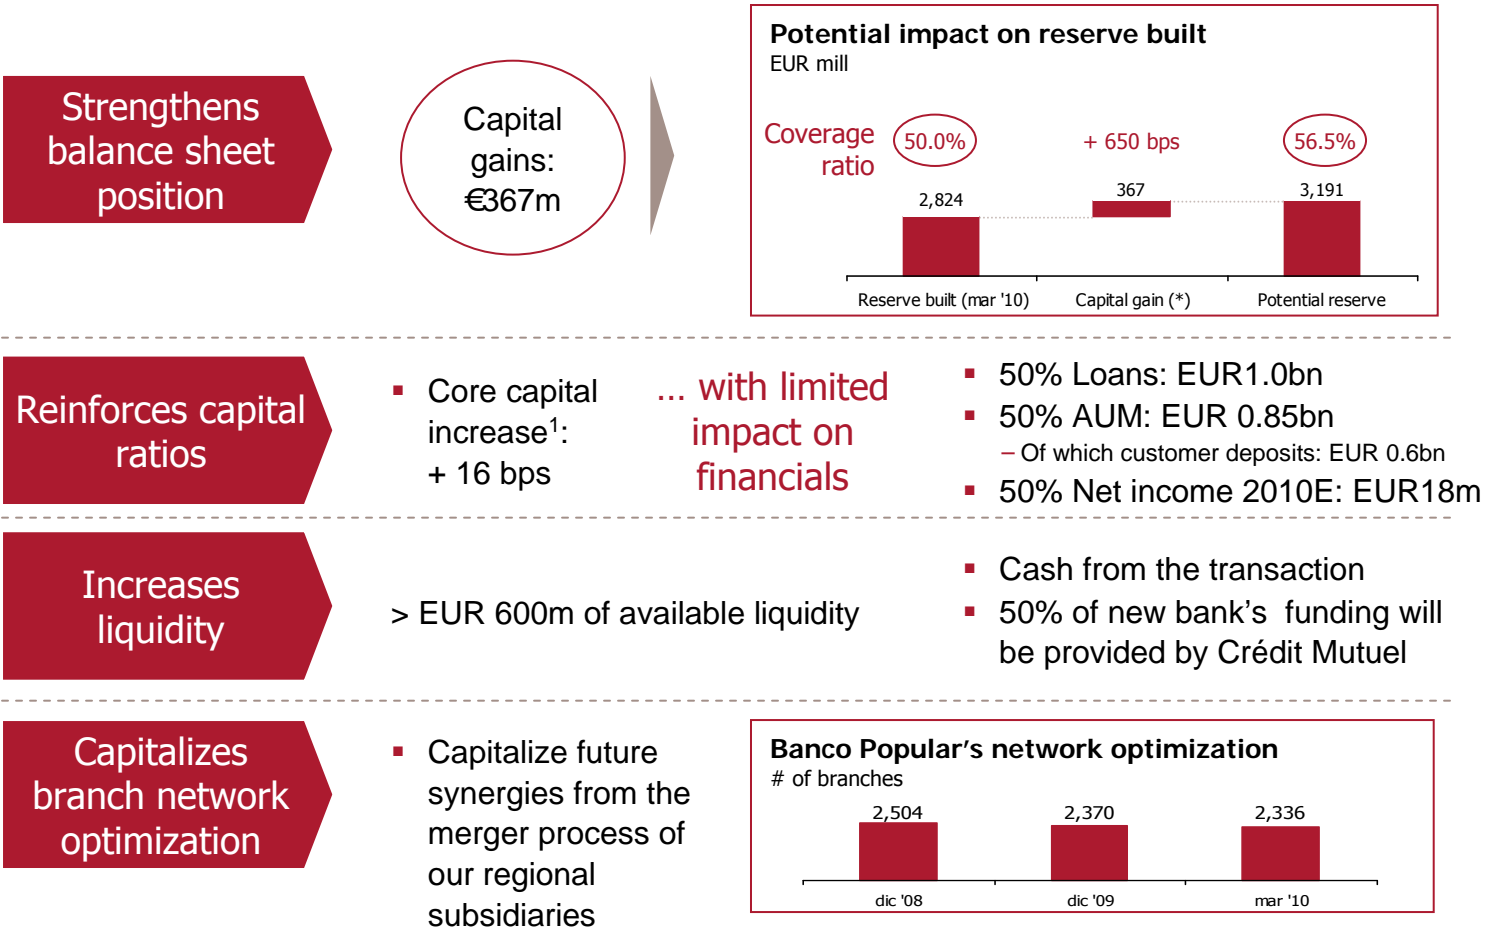 Strengthens
balance sheet
position
Capital
gains:
€367m
Potential impact on reserve built
EUR mill
Coverage
ratio
50.0%
+ 650 bps
56.5%
2,824
367
3,191
Reserve built (mar '10)
Capital gain (*)
Potential reserve
Reinforces capital
ratios
▪ Core capital
increase¹:
+ 16 bps
... with limited
impact on
financials
▪ 50% Loans: EUR1.0bn
▪ 50% AUM: EUR 0.85bn
– Of which customer deposits: EUR 0.6bn
▪ 50% Net income 2010E: EUR18m
Increases
liquidity
> EUR 600m of available liquidity
▪ Cash from the transaction
▪ 50% of new bank’s funding will
be provided by Crédit Mutuel
Capitalizes
branch network
optimization
▪ Capitalize future
synergies from the
merger process of
our regional
subsidiaries
Banco Popular’s network optimization
# of branches
2,504
2,370
2,336
dic '08
dic '09
mar '10